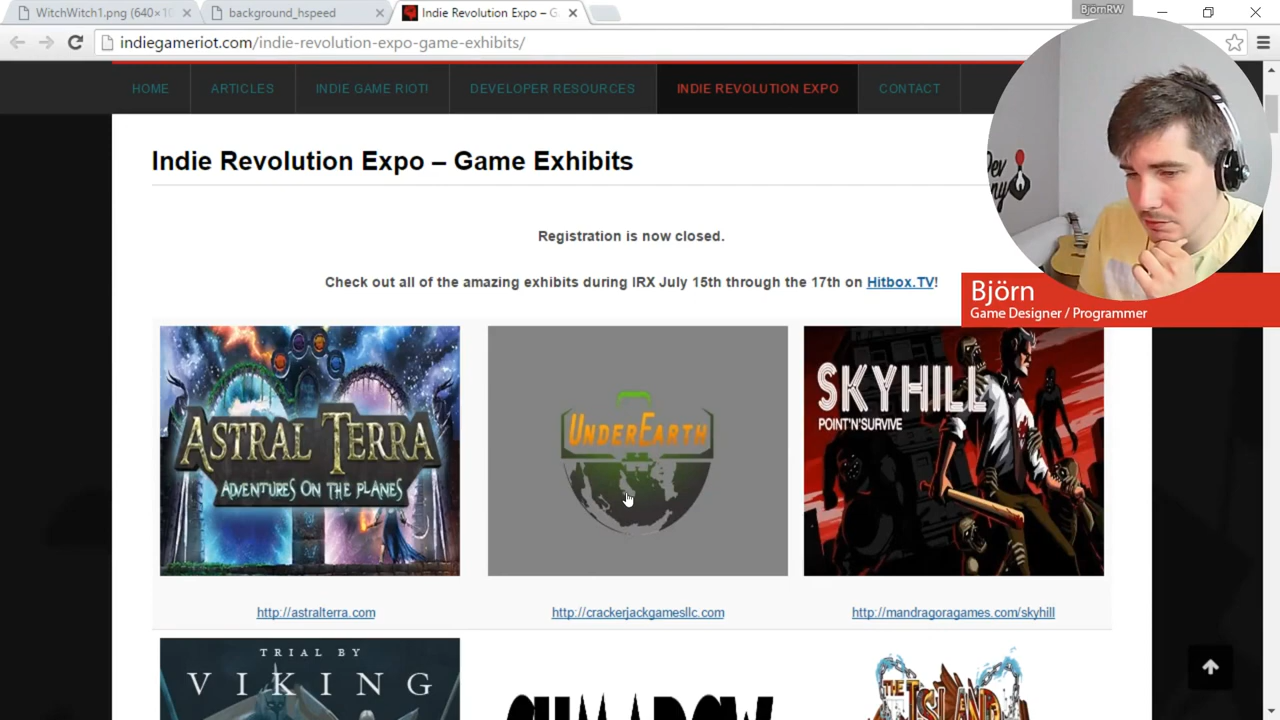 WitchWitch1.png (640×1(
background_hspeed
Indie Revolution Expo – G
BjörnRW
indiegameriot.com/indie-revolution-expo-game-exhibits/
HOME
ARTICLES
INDIE GAME RIOT!
DEVELOPER RESOURCES
INDIE REVOLUTION EXPO
CONTACT
Indie Revolution Expo – Game Exhibits
Dev
Björn
Game Designer / Programmer
Registration is now closed.
Check out all of the amazing exhibits during IRX July 15th through the 17th on Hitbox.TV!
ASTRAL TERRA
ADVENTURES ON THE PLANES
UNDEREARTH
SKYHILL
POINT'N'SURVIVE
http://astralterra.com
http://crackerjackgamesllc.com
http://mandragoragames.com/skyhill
TRIAL BY
VIKING
THE ISLAND